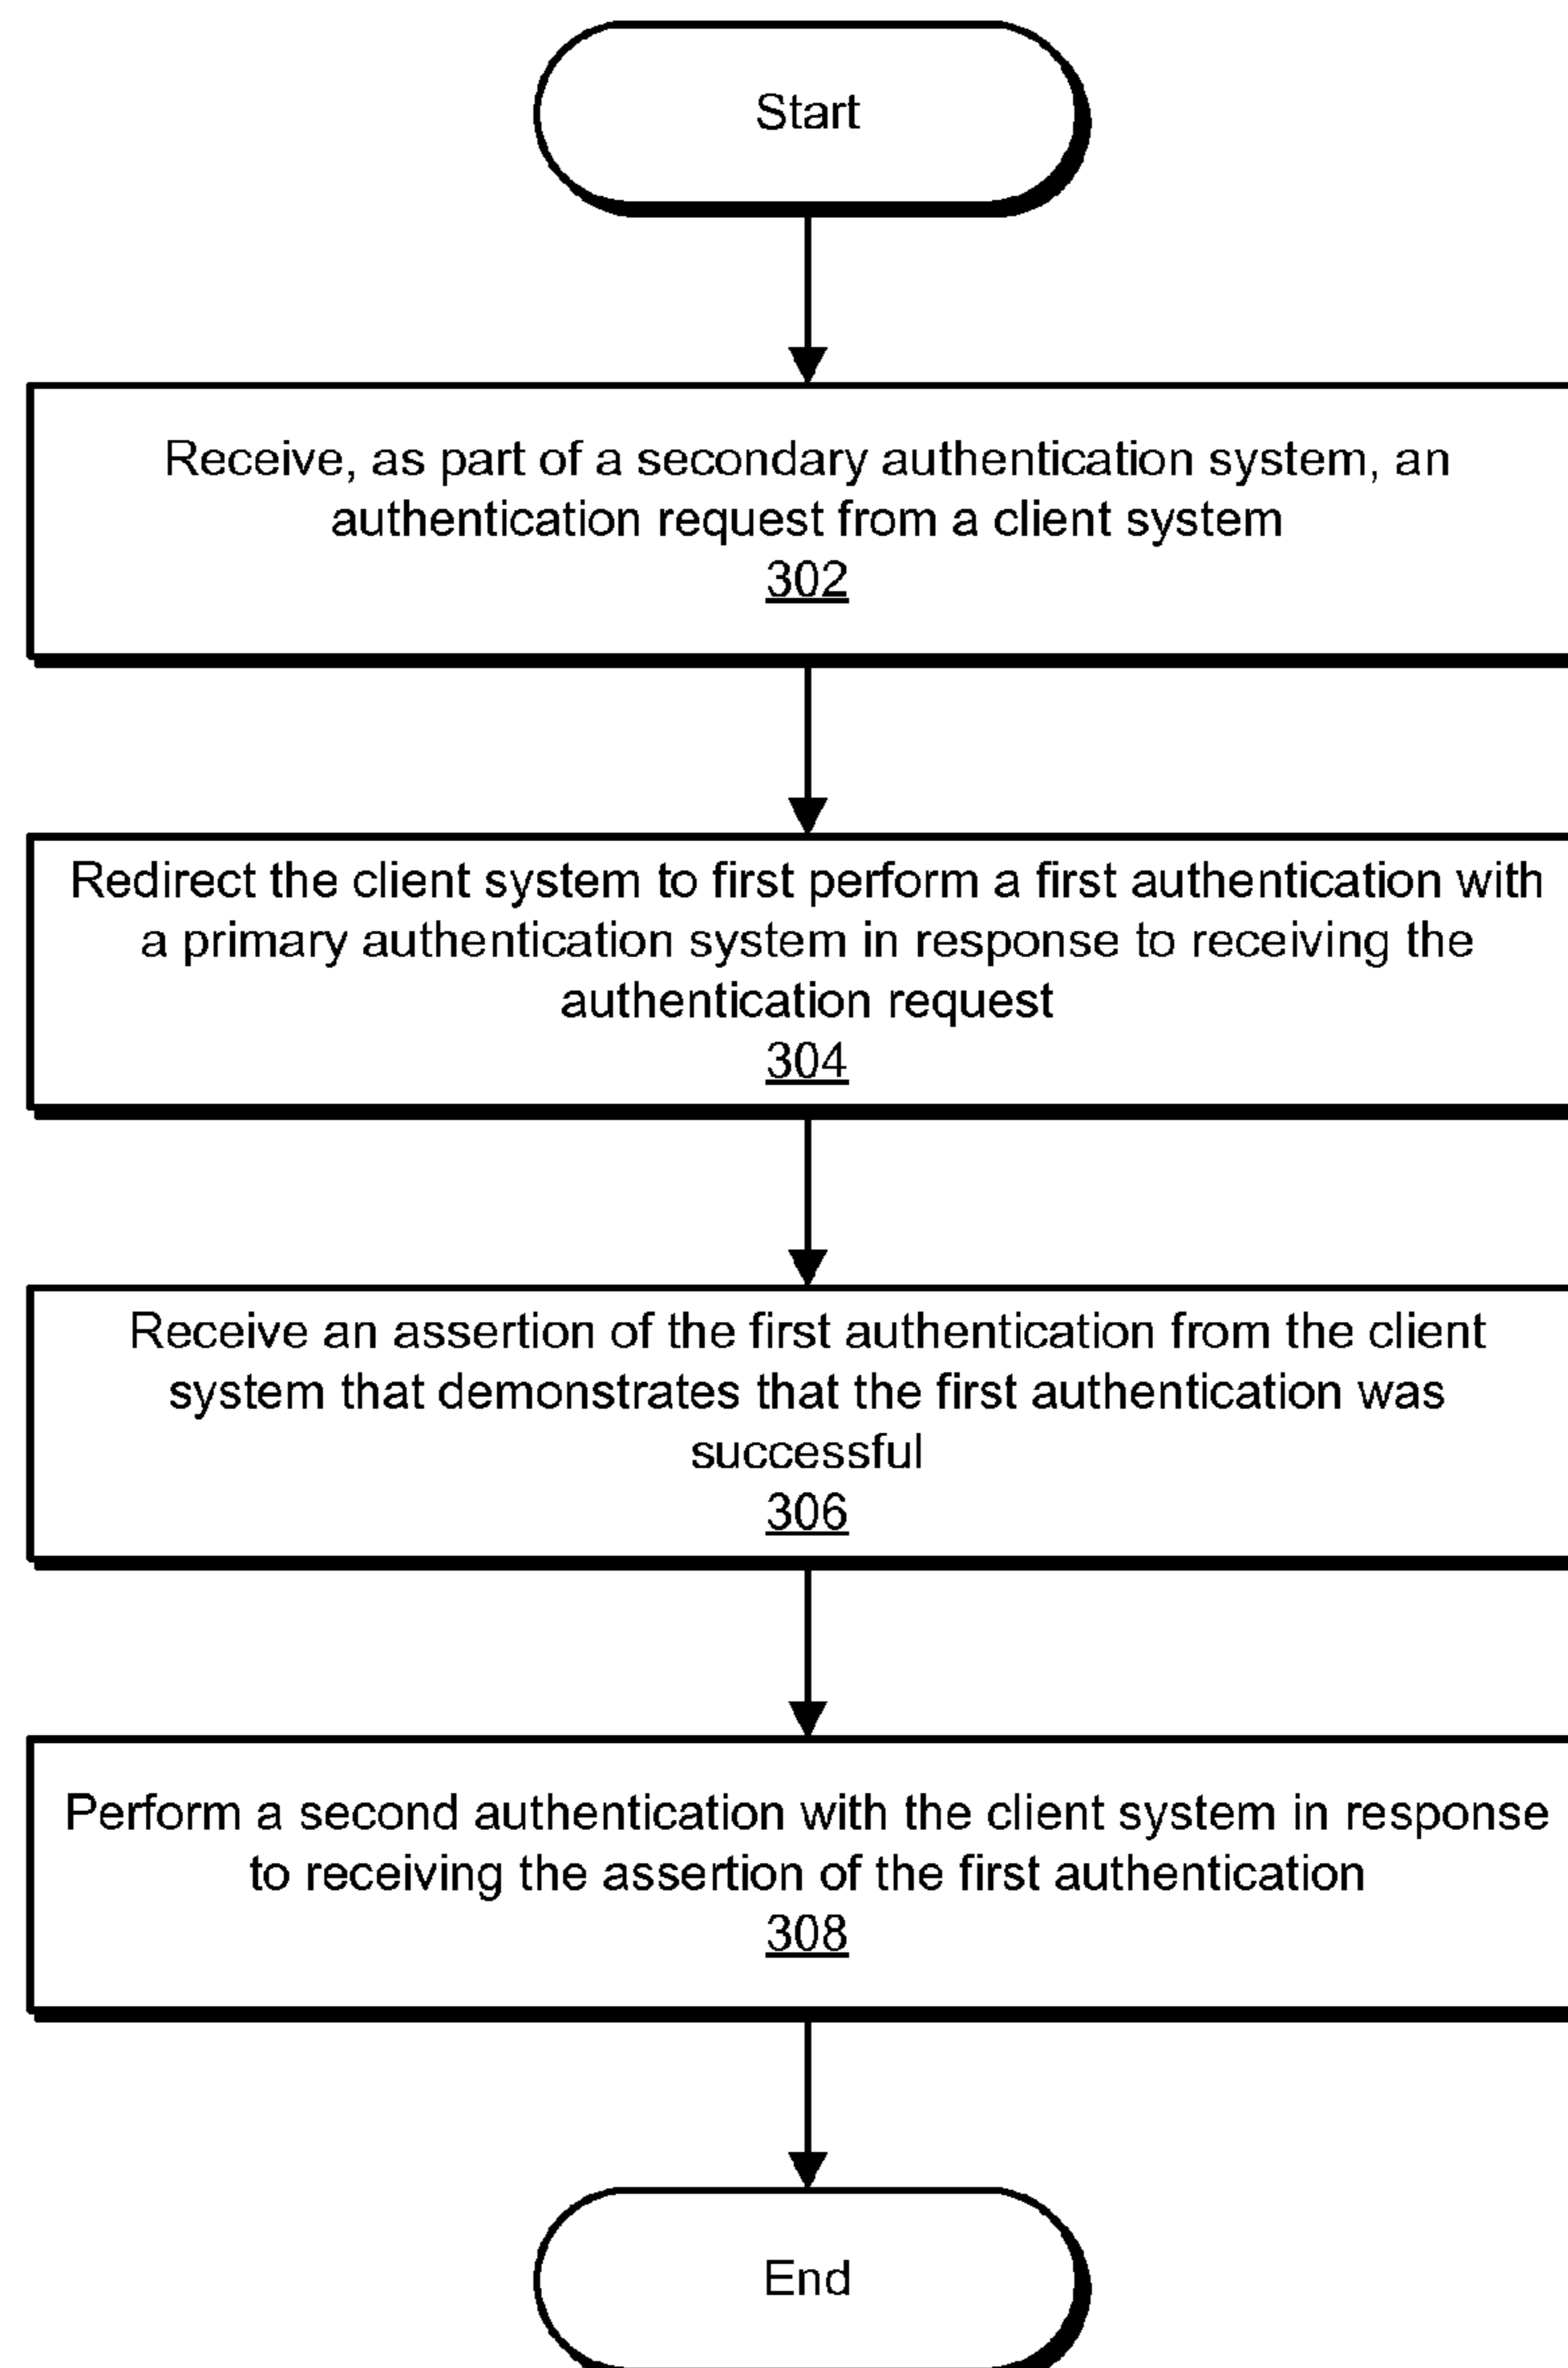 Start
Receive, as part of a secondary authentication system, an
authentication request from a client system
302
Redirect the client system to first perform a first authentication with
a primary authentication system in response to receiving the
authentication request
304
Receive an assertion of the first authentication from the client
system that demonstrates that the first authentication was
successful
306
Perform a second authentication with the client system in response
to receiving the assertion of the first authentication
308
End